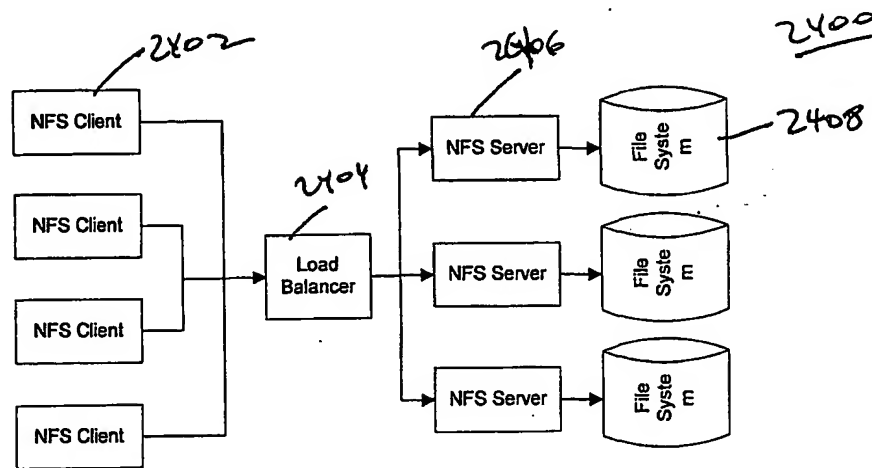 2402
2406
2400
NFS Client
NFS Server
File
Syste
m
2408
2404
NFS Client
Load
Balancer
NFS Server
File
Syste
m
NFS Client
NFS Server
File
Syste
m
NFS Client